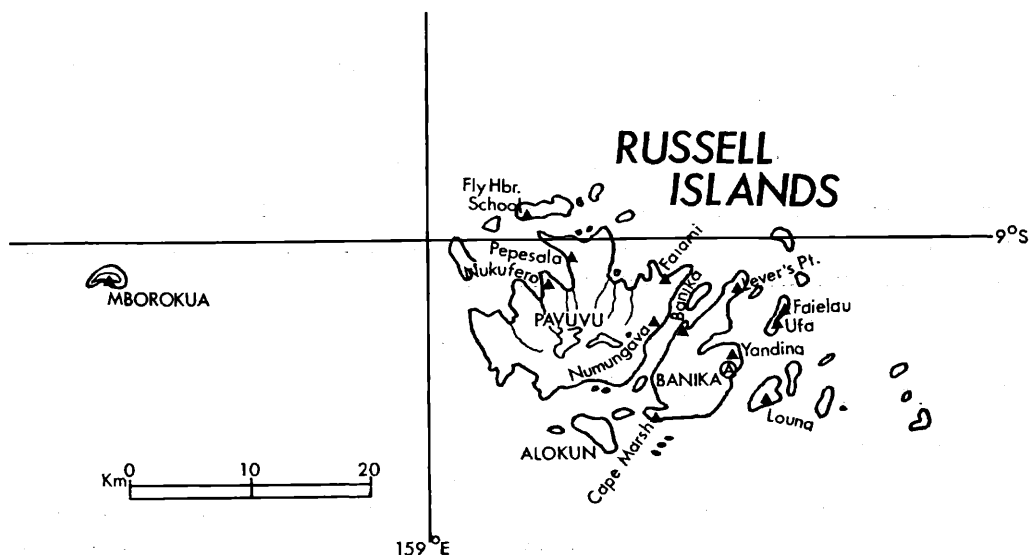 RUSSELL
ISLANDS
Fly Hbr.
School
9°S
Pepesala
Nukufero
Faiami
Banika
Lever's Pt.
MBOROKUA
Faielau
Ufa
PAVUVU
Numungava
Yandina
BANIKA
A
Louna
ALOKUN
Cape Marsh
0 10 20
Km
159°E